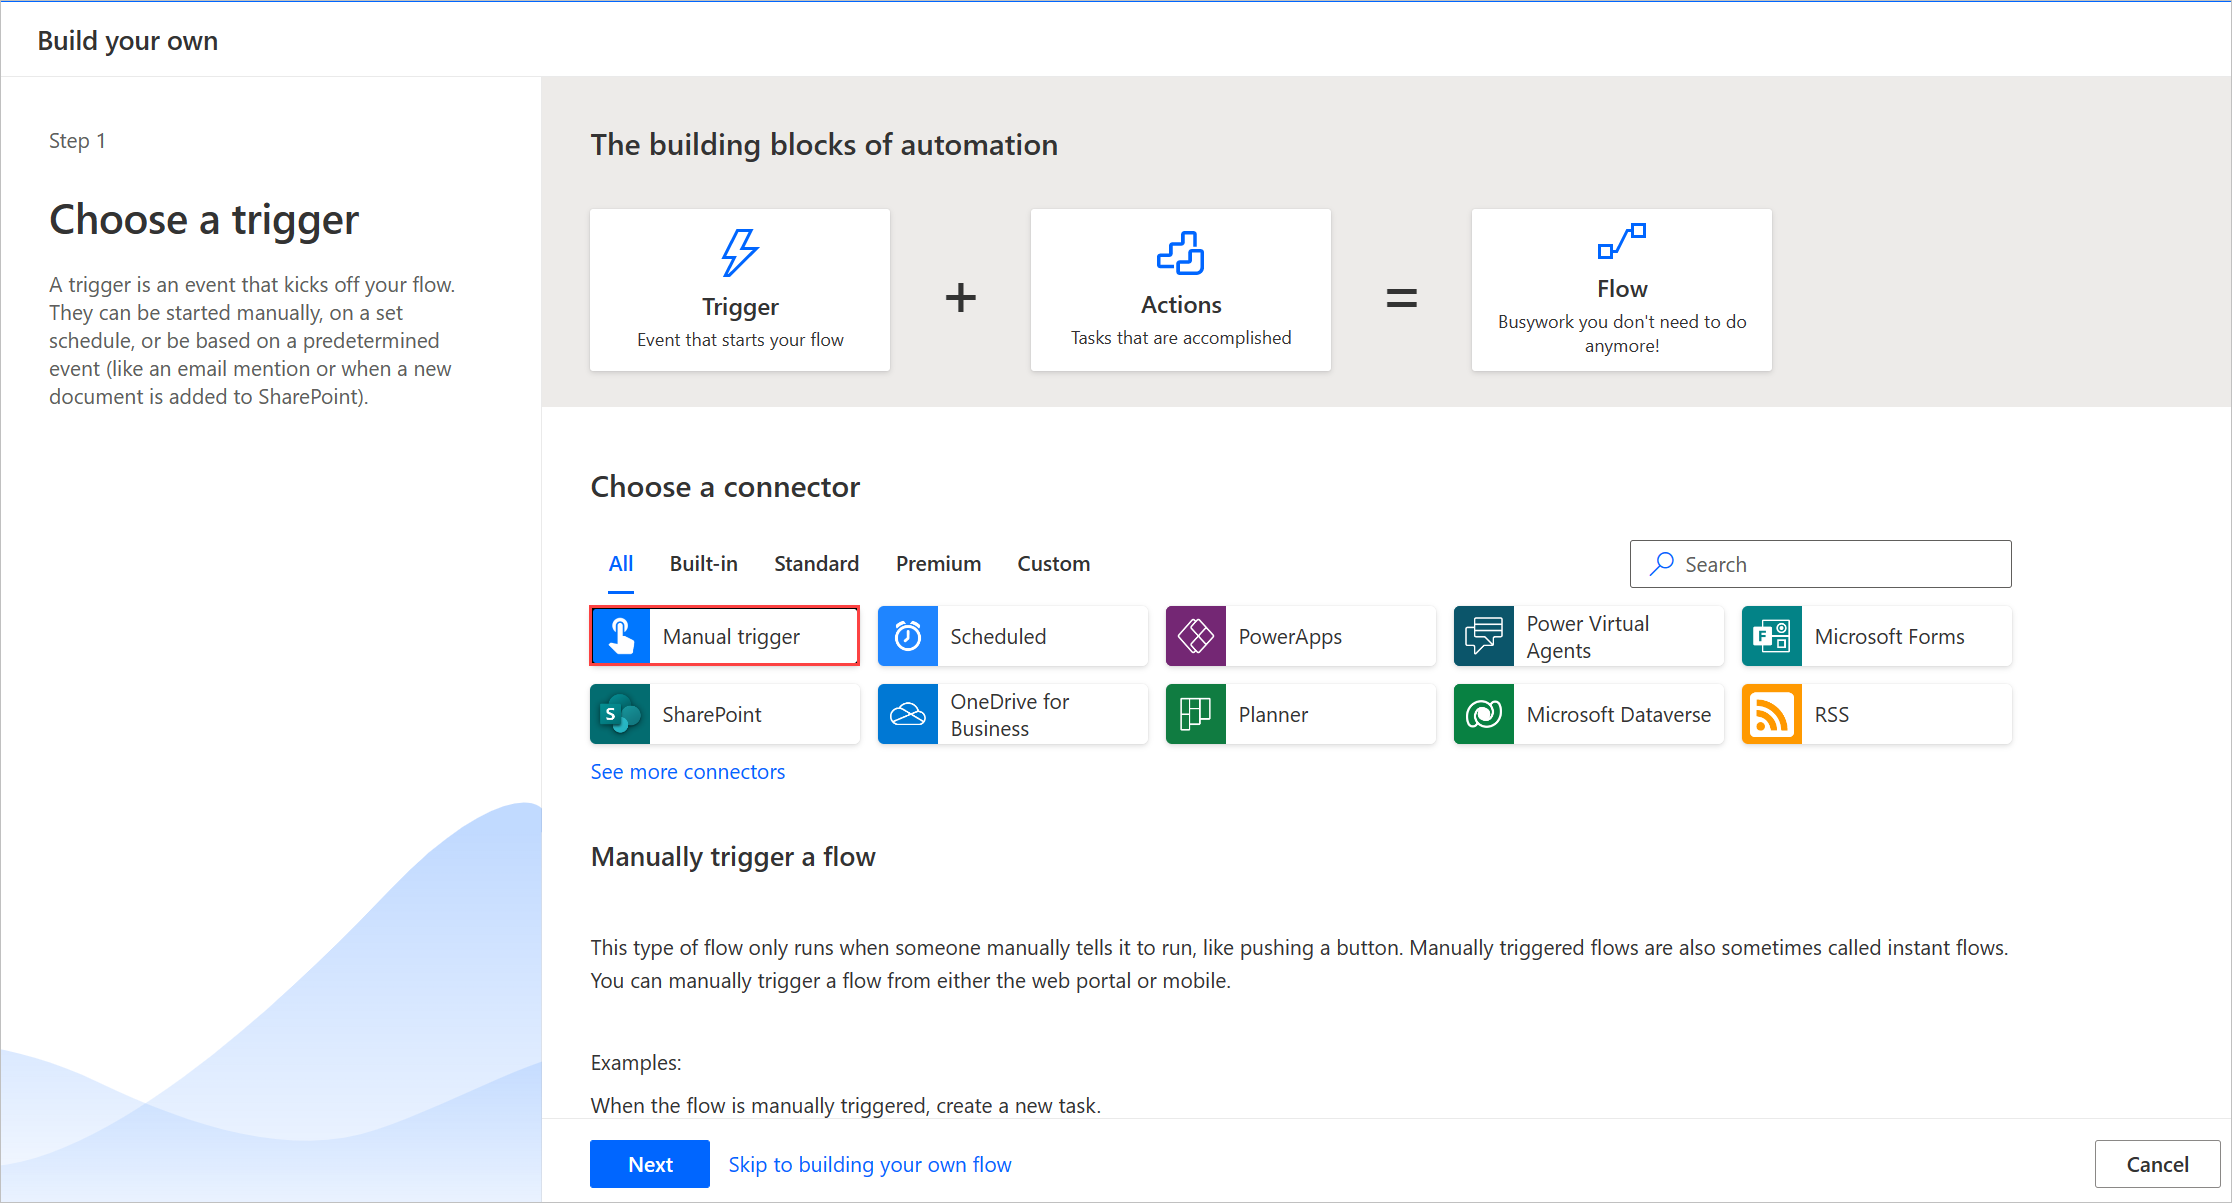 Build your own
Step 1
Choose a trigger
A trigger is an event that kicks off your flow.
They can be started manually, on a set
schedule, or be based on a predetermined
event (like an email mention or when a new
document is added to SharePoint).
The building blocks of automation
Trigger
Event that starts your flow
+
Actions
Tasks that are accomplished
=
Flow
Busywork you don't need to do
anymore!
Choose a connector
All Built-in Standard Premium Custom
Search
Manual trigger
Scheduled
PowerApps
Power Virtual
Agents
Microsoft Forms
F
S
SharePoint
OneDrive for
Business
Planner
Microsoft Dataverse
RSS
See more connectors
Manually trigger a flow
This type of flow only runs when someone manually tells it to run, like pushing a button. Manually triggered flows are also sometimes called instant flows.
You can manually trigger a flow from either the web portal or mobile.
Examples:
When the flow is manually triggered, create a new task.
Next
Skip to building your own flow
Cancel